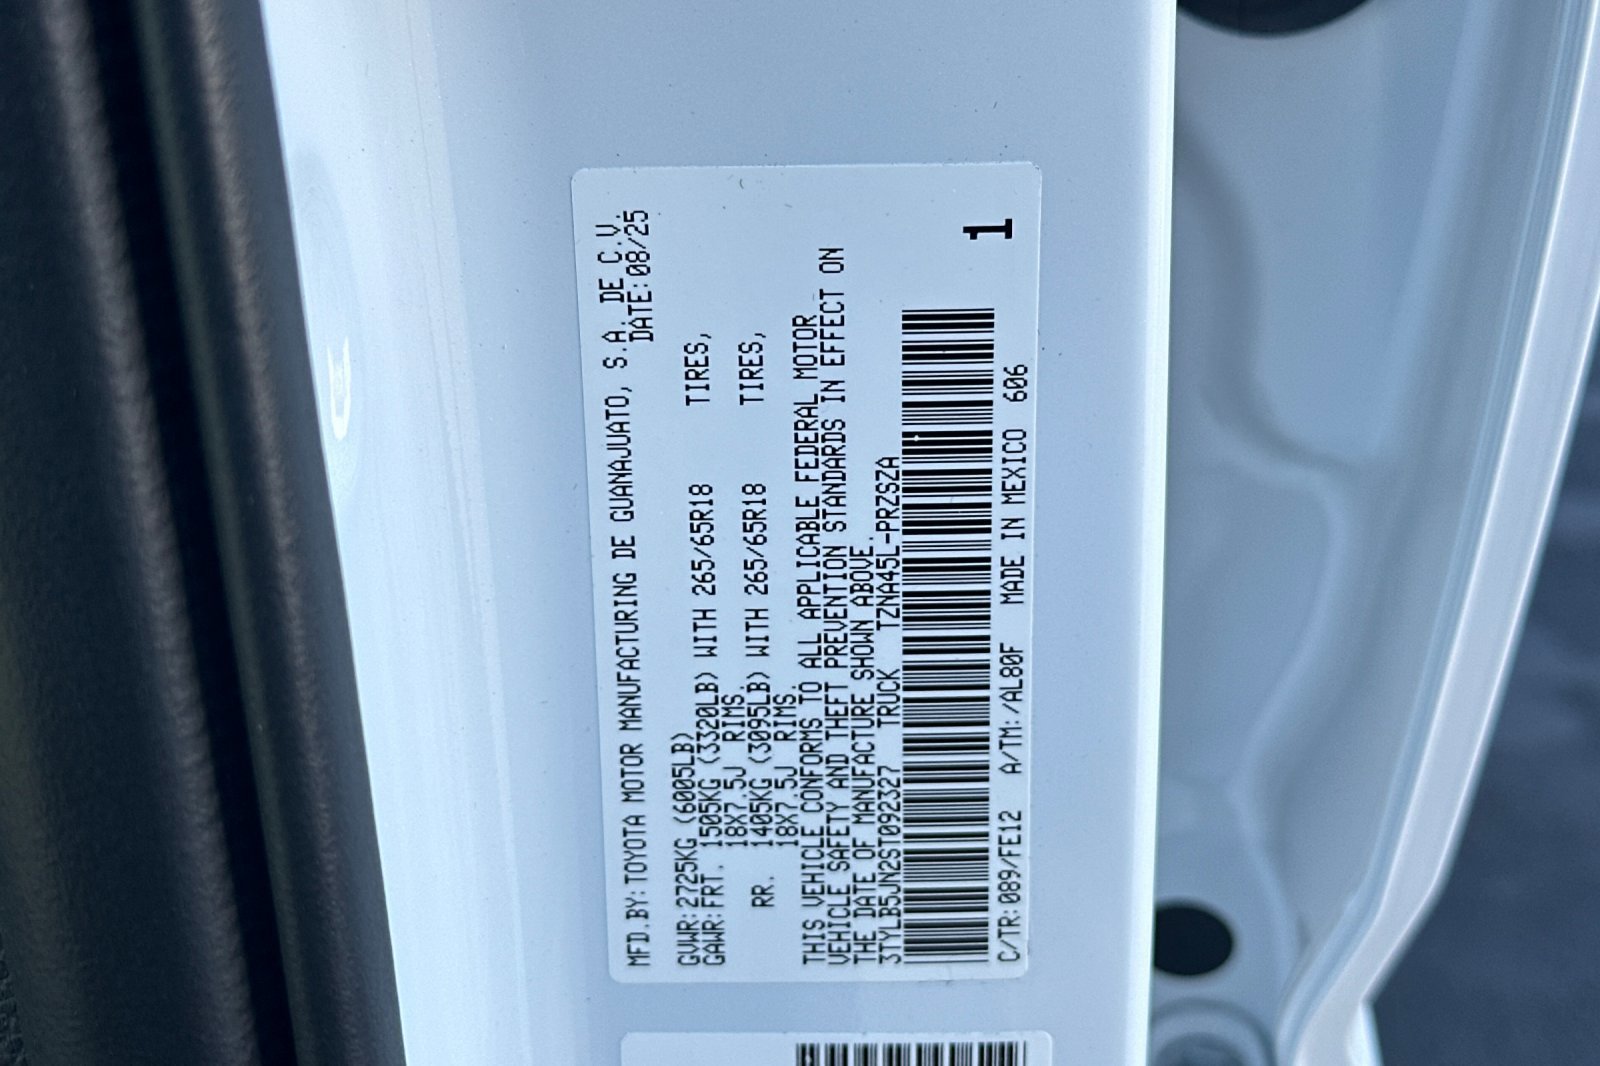 MFD.BY:TOYOTA MOTOR MANUFACTURING DE GUANAJUATO, S.A. DE C.V.
DATE:08/25
GVWR:2725KG (6005LB)
GAWR:FRT. 1505KG (3320LB) WITH 265/65R18 TIRES,
18X7.5J RIMS.
RR. 1405KG (3095LB) WITH 265/65R18 TIRES,
18X7.5J RIMS.
THIS VEHICLE CONFORMS TO ALL APPLICABLE FEDERAL MOTOR
VEHICLE SAFETY AND THEFT PREVENTION STANDARDS IN EFFECT ON
THE DATE OF MANUFACTURE SHOWN ABOVE.
3TYLB5JN2ST092327 TRUCK TZNA45L-PRZSZA
1
C/TR:089/FE12 A/TM:/AL80F MADE IN MEXICO 606